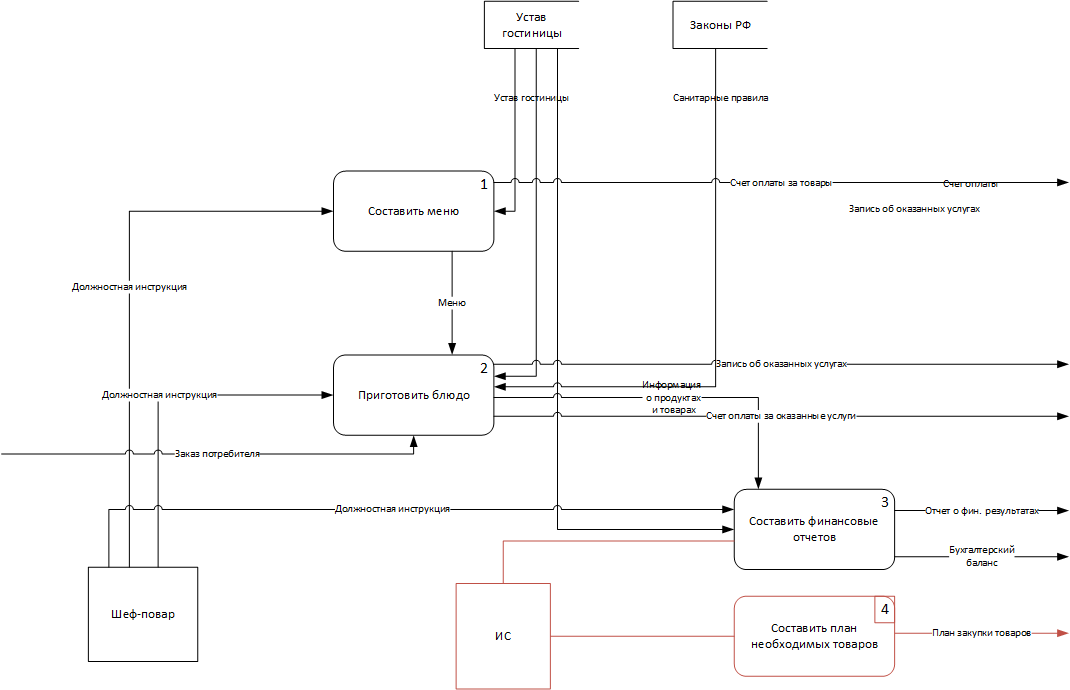 Устав
гостиницы
Законы РФ
Устав гостиницы
Санитарные правила
1
Составить меню
Счет оплаты за товары
Счет оплаты
Запись об оказанных услугах
Должностная инструкция
Меню
2
Приготовить блюдо
Запись об оказанных услугах
Информация
о продуктах
и товарах
Должностная инструкция
Счет оплаты за оказанные услуги
Заказ потребителя
3
Составить финансовые
отчетов
Должностная инструкция
Отчет о фин. результатах
Бухгалтерский
баланс
Шеф-повар
ИС
4
Составить план
необходимых товаров
План закупки товаров